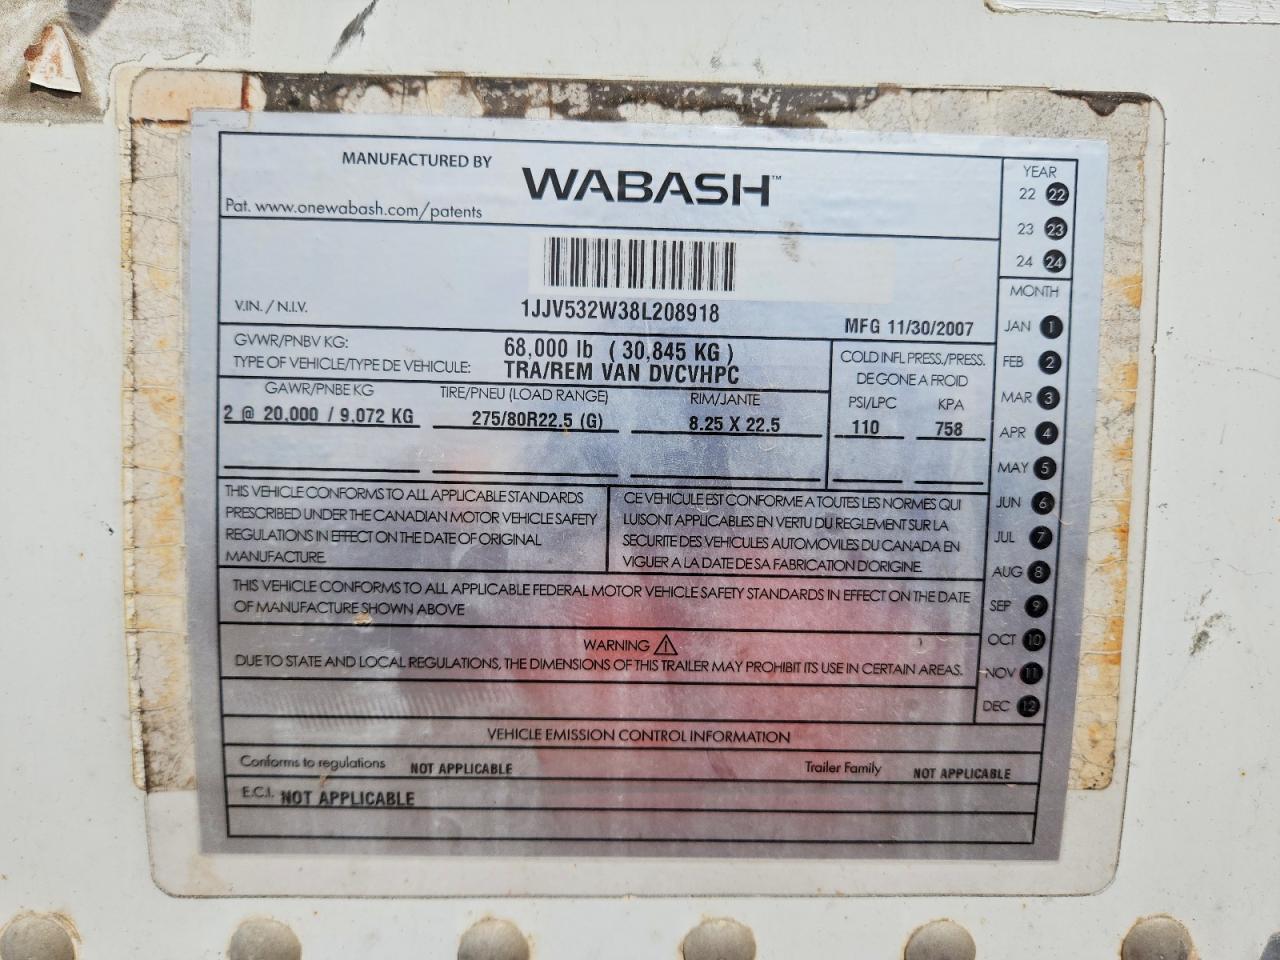 MANUFACTURED BY
WABASH™
Pat. www.onewabash.com/patents
V.IN. / N.I.V.
1JJV532W38L208918
MFG 11/30/2007
GVWR/PNBV KG:
68,000 lb ( 30,845 KG )
TYPE OF VEHICLE/TYPE DE VEHICULE:
TRA/REM VAN DVCVHPC
GAWR/PNBE KG
TIRE/PNEU (LOAD RANGE)
RIM/JANTE
2 @ 20,000 / 9,072 KG
275/80R22.5 (G)
8.25 X 22.5
COLD INFL PRESS./PRESS.
DE GONE A FROID
PSI/LPC KPA
110 758
THIS VEHICLE CONFORMS TO ALL APPLICABLE STANDARDS
PRESCRIBED UNDER THE CANADIAN MOTOR VEHICLE SAFETY
REGULATIONS IN EFFECT ON THE DATE OF ORIGINAL
MANUFACTURE.
CE VEHICULE EST CONFORME A TOUTES LES NORMES QUI
LUI SONT APPLICABLES EN VERTU DU REGLEMENT SUR LA
SECURITE DES VEHICULES AUTOMOVILES DU CANADA EN
VIGUER A LA DATE DE SA FABRICATION D'ORIGINE.
THIS VEHICLE CONFORMS TO ALL APPLICABLE FEDERAL MOTOR VEHICLE SAFETY STANDARDS IN EFFECT ON THE DATE
OF MANUFACTURE SHOWN ABOVE
WARNING
DUE TO STATE AND LOCAL REGULATIONS, THE DIMENSIONS OF THIS TRAILER MAY PROHIBIT ITS USE IN CERTAIN AREAS.
VEHICLE EMISSION CONTROL INFORMATION
Conforms to regulations NOT APPLICABLE
Trailer Family NOT APPLICABLE
E.C.I. NOT APPLICABLE
YEAR
22 22
23 23
24 24
MONTH
JAN 1
FEB 2
MAR 3
APR 4
MAY 5
JUN 6
JUL 7
AUG 8
SEP 9
OCT 10
NOV 11
DEC 12